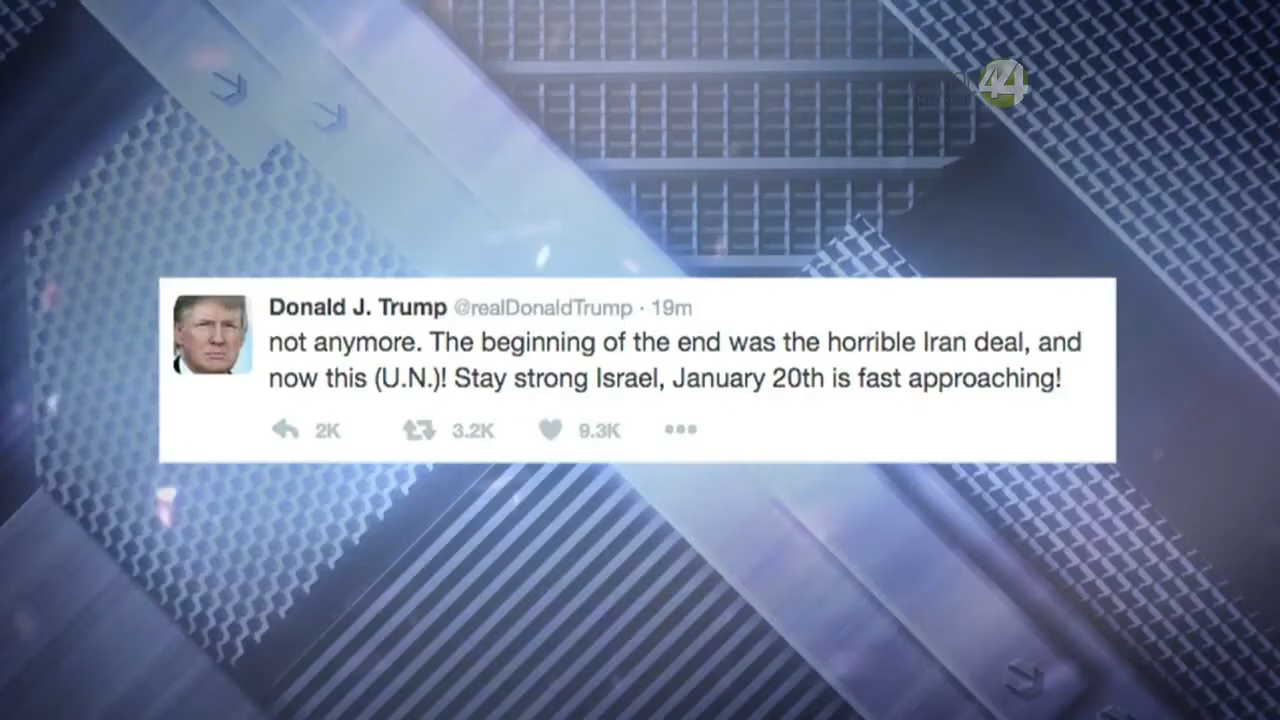 44
Donald J. Trump @realDonaldTrump · 19m
not anymore. The beginning of the end was the horrible Iran deal, and
now this (U.N.)! Stay strong Israel, January 20th is fast approaching!
2K 3.2K 9.3K